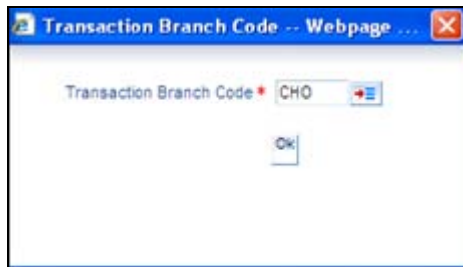 Transaction Branch Code -- Webpage ...
Transaction Branch Code * CHO
Ok